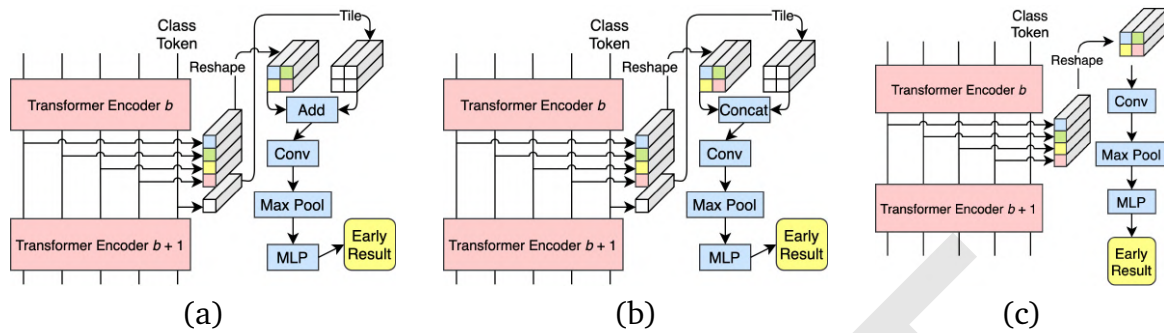 Class
Token
Reshape
Tile
Transformer Encoder b
Add
Conv
Max Pool
Transformer Encoder b + 1
MLP
Early
Result
(a)
Class
Token
Reshape
Tile
Transformer Encoder b
Concat
Conv
Max Pool
Transformer Encoder b + 1
MLP
Early
Result
(b)
Class
Token
Reshape
Transformer Encoder b
Conv
Max Pool
Transformer Encoder b + 1
MLP
Early
Result
(c)